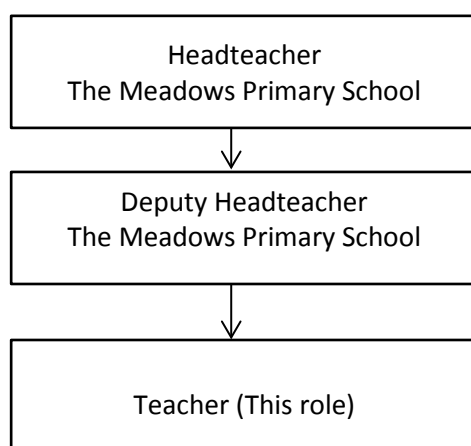 Headteacher
The Meadows Primary School
Deputy Headteacher
The Meadows Primary School
Teacher (This role)